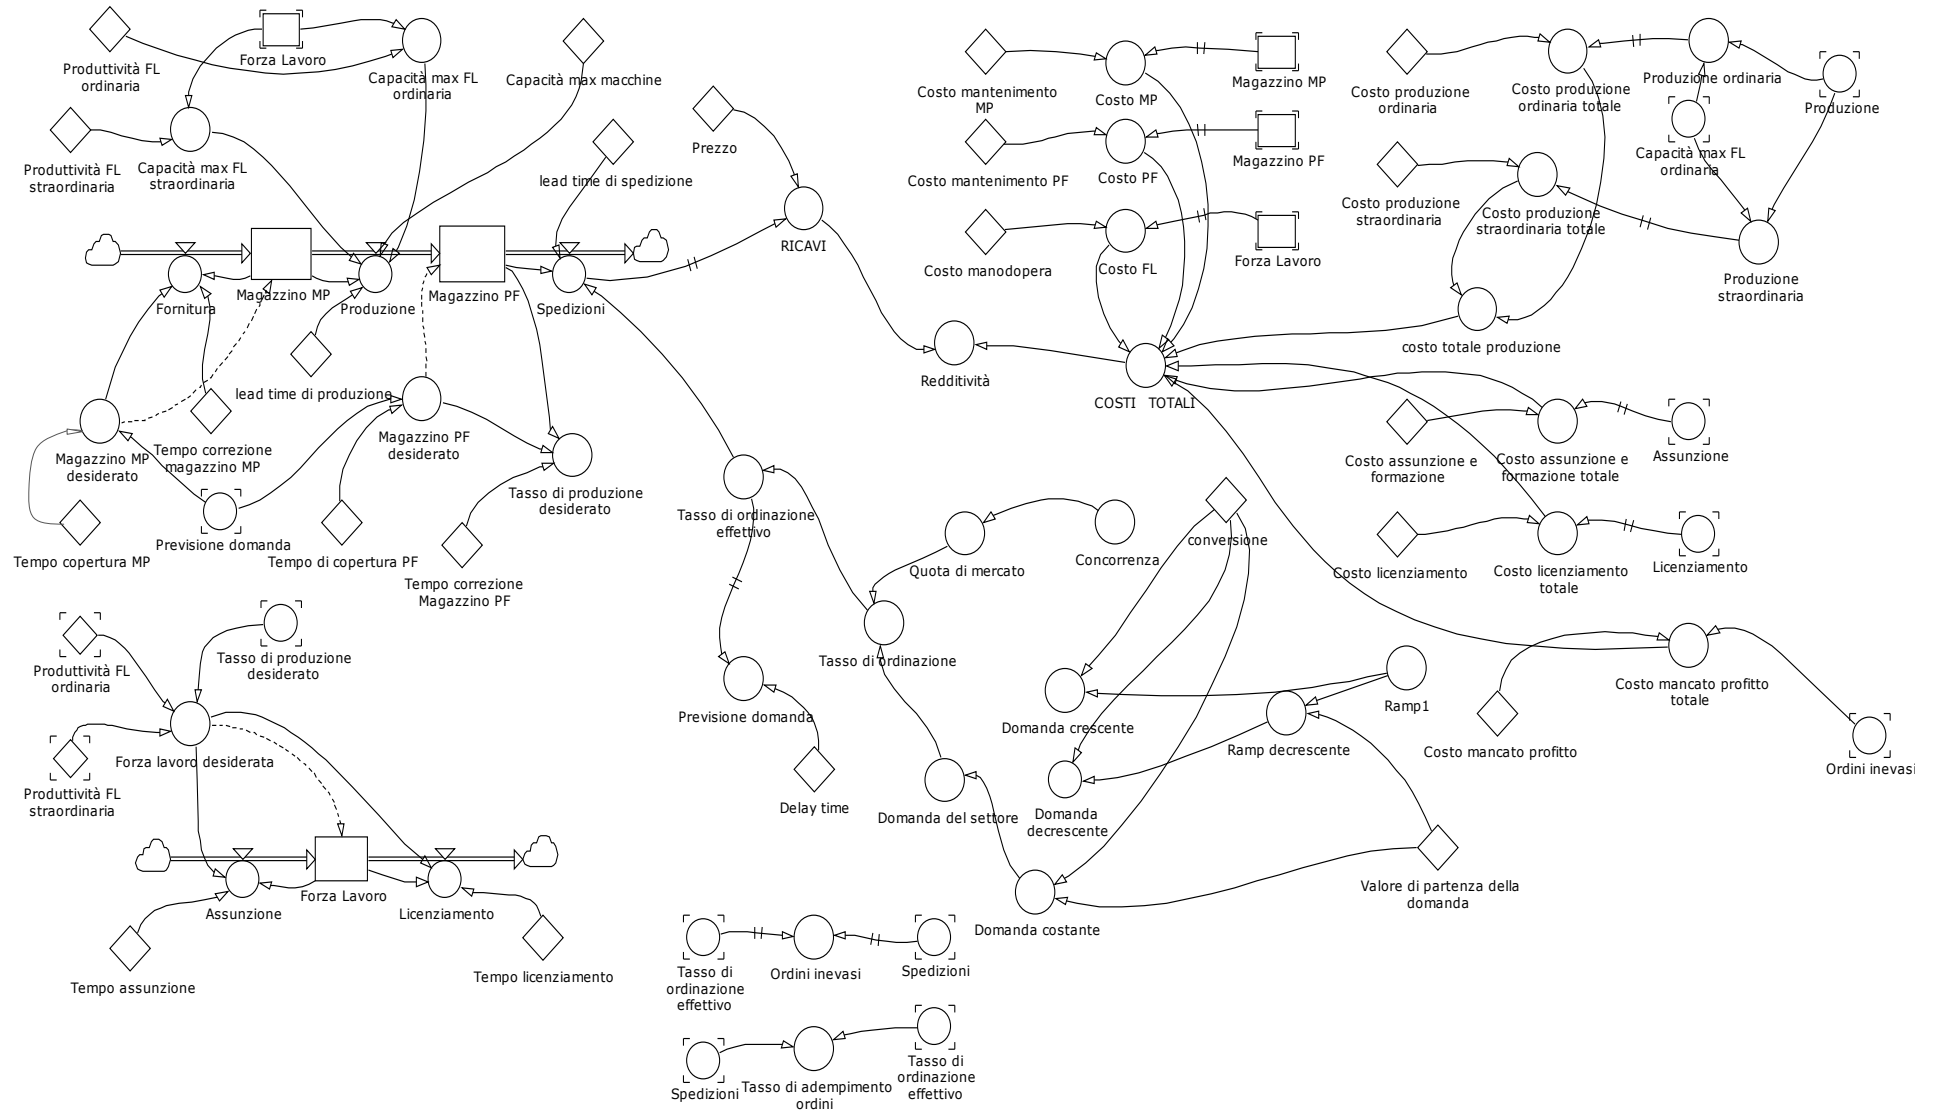 Produttività FL
ordinaria
Forza Lavoro
Capacità max FL
ordinaria
Capacità max macchine
Produttività FL
straordinaria
Capacità max FL
straordinaria
lead time di spedizione
Prezzo
RICAVI
Fornitura
Magazzino MP
Produzione
Magazzino PF
Spedizioni
lead time di produzione
Magazzino MP
desiderato
Tempo correzione
magazzino MP
Magazzino PF
desiderato
Tasso di produzione
desiderato
Tempo copertura MP
Previsione domanda
Tempo di copertura PF
Tempo correzione
Magazzino PF
Redditività
Costo mantenimento
MP
Costo MP
Magazzino MP
Costo mantenimento PF
Costo PF
Magazzino PF
Costo manodopera
Costo FL
Forza Lavoro
COSTI TOTALI
Costo produzione
ordinaria
Costo produzione
ordinaria totale
Produzione ordinaria
Produzione
Capacità max FL
ordinaria
Costo produzione
straordinaria
Costo produzione
straordinaria totale
Produzione
straordinaria
costo totale produzione
Costo assunzione e
formazione
Costo assunzione e
formazione totale
Assunzione
Costo licenziamento
Costo licenziamento
totale
Licenziamento
Tasso di ordinazione
effettivo
Quota di mercato
Concorrenza
conversione
Tasso di ordinazione
Previsione domanda
Delay time
Domanda del settore
Domanda crescente
Domanda
decrescente
Ramp decrescente
Ramp1
Domanda costante
Valore di partenza della
domanda
Costo mancato profitto
Costo mancato profitto
totale
Ordini inevasi
Produttività FL
ordinaria
Tasso di produzione
desiderato
Produttività FL
straordinaria
Forza lavoro desiderata
Assunzione
Forza Lavoro
Licenziamento
Tempo assunzione
Tempo licenziamento
Tasso di
ordinazione
effettivo
Ordini inevasi
Spedizioni
Spedizioni
Tasso di adempimento
ordini
Tasso di
ordinazione
effettivo